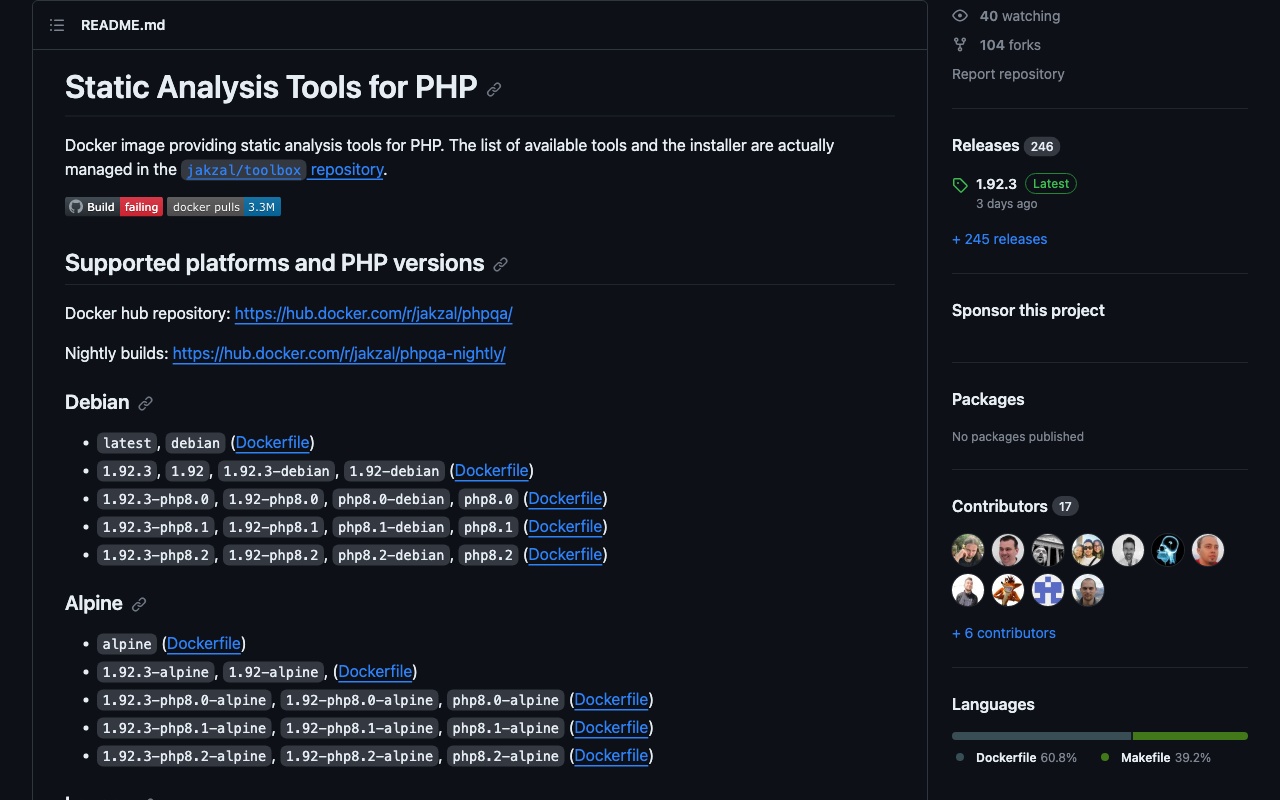 README.md
Static Analysis Tools for PHP
Docker image providing static analysis tools for PHP. The list of available tools and the installer are actually
managed in the jakzal/toolbox repository.
Build failing docker pulls 3.3M
Supported platforms and PHP versions
Docker hub repository: https://hub.docker.com/r/jakzal/phpqa/
Nightly builds: https://hub.docker.com/r/jakzal/phpqa-nightly/
Debian
• latest, debian (Dockerfile)
• 1.92.3, 1.92, 1.92.3-debian, 1.92-debian (Dockerfile)
• 1.92.3-php8.0, 1.92-php8.0, php8.0-debian, php8.0 (Dockerfile)
• 1.92.3-php8.1, 1.92-php8.1, php8.1-debian, php8.1 (Dockerfile)
• 1.92.3-php8.2, 1.92-php8.2, php8.2-debian, php8.2 (Dockerfile)
Alpine
• alpine (Dockerfile)
• 1.92.3-alpine, 1.92-alpine, (Dockerfile)
• 1.92.3-php8.0-alpine, 1.92-php8.0-alpine, php8.0-alpine (Dockerfile)
• 1.92.3-php8.1-alpine, 1.92-php8.1-alpine, php8.1-alpine (Dockerfile)
• 1.92.3-php8.2-alpine, 1.92-php8.2-alpine, php8.2-alpine (Dockerfile)
40 watching
104 forks
Report repository
Releases 246
1.92.3 Latest
3 days ago
+ 245 releases
Sponsor this project
Packages
No packages published
Contributors 17
+ 6 contributors
Languages
Dockerfile 60.8% Makefile 39.2%